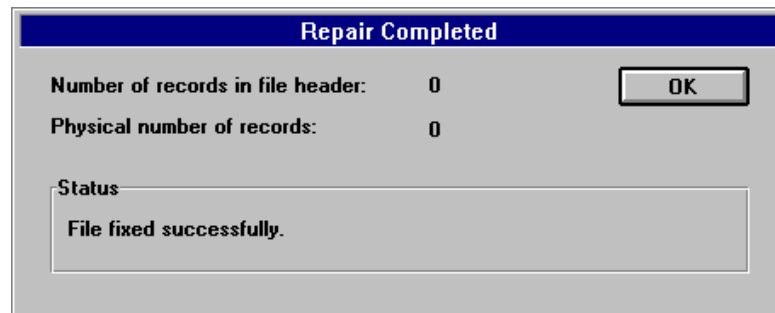 Repair Completed
Number of records in file header: 0
OK
Physical number of records: 0
Status
File fixed successfully.